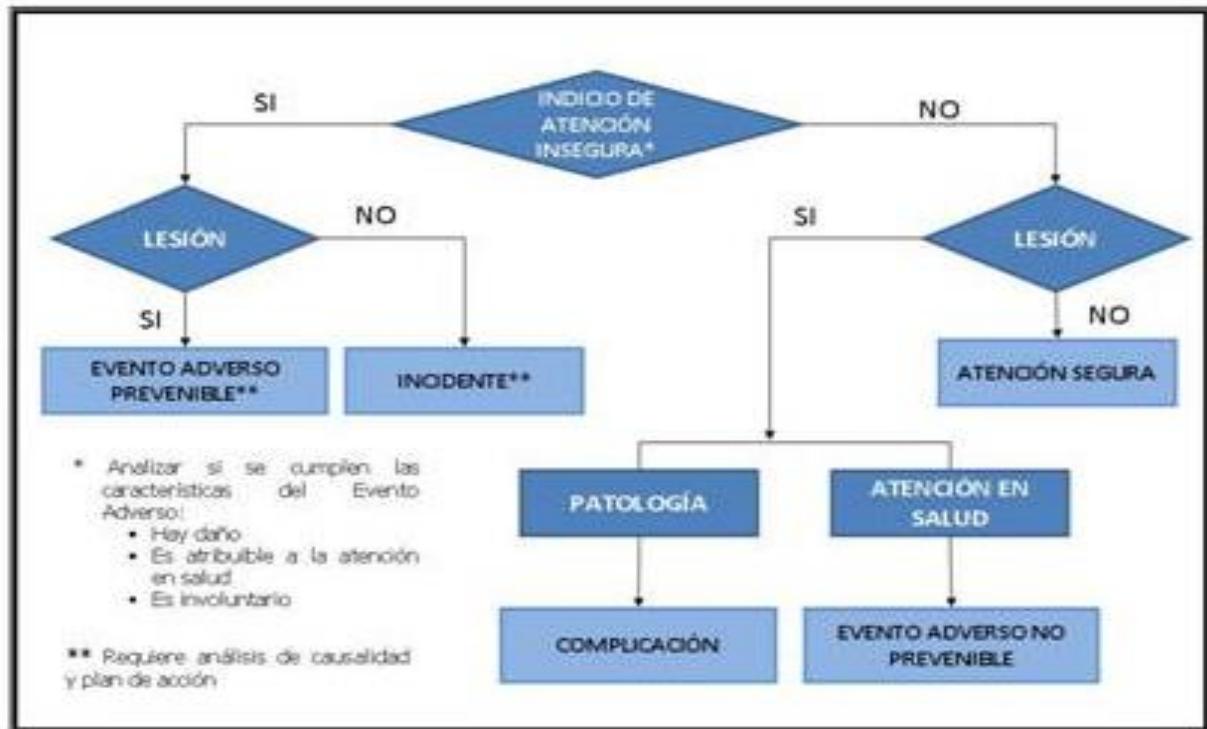 INDICIO DE
ATENCIÓN
INSEGURA*
SI
NO
LESIÓN
NO
SI
LESIÓN
SI
NO
EVENTO ADVERSO
PREVENIBLE**
INCIDENTE**
ATENCIÓN SEGURA
* Analizar si se cumplen las
características del Evento
Adverso:
• Hay daño
• Es atribuible a la atención
en salud
• Es involuntario
PATOLOGÍA
ATENCIÓN EN
SALUD
COMPLICACIÓN
EVENTO ADVERSO NO
PREVENIBLE
** Requiere análisis de causalidad
y plan de acción